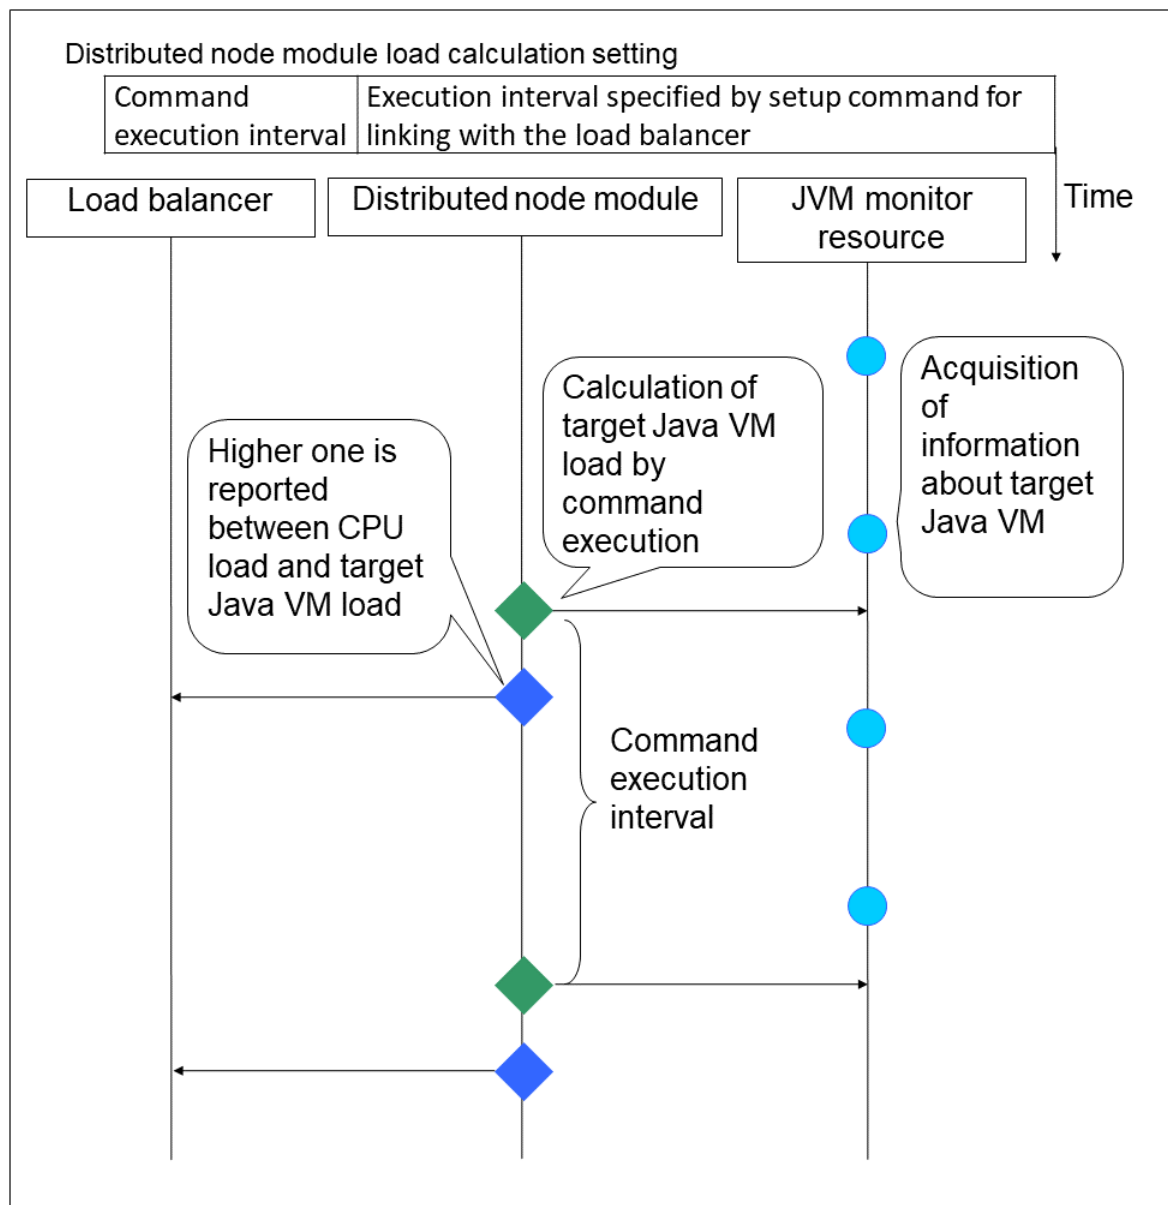 Distributed node module load calculation setting
Command
execution interval
Execution interval specified by setup command for
linking with the load balancer
Load balancer
Distributed node module
JVM monitor
resource
Time
Acquisition
of
information
about target
Java VM
Calculation of
target Java VM
load by
command
execution
Higher one is
reported
between CPU
load and target
Java VM load
Command
execution
interval